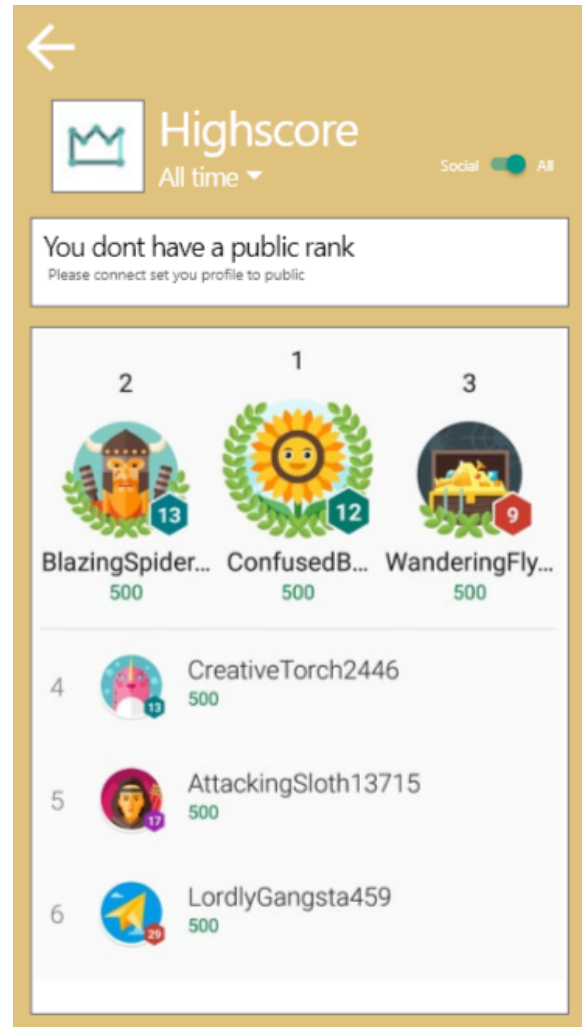 Highscore
All time
Social All
You dont have a public rank
Please connect set you profile to public
1
2
3
13
12
9
BlazingSpider... ConfusedB... WanderingFly...
500 500 500
4
CreativeTorch2446
13
500
5
AttackingSloth13715
17
500
6
LordlyGangsta459
29
500